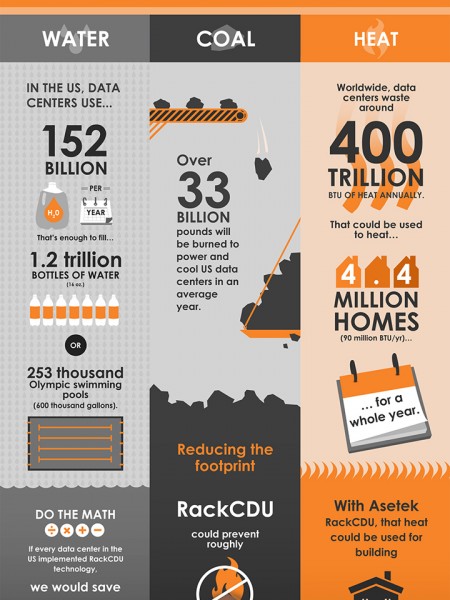 WATER
IN THE US, DATA
CENTERS USE...
152
BILLION
H₂O
PER
YEAR
That's enough to fill...
1.2 trillion
BOTTLES OF WATER
(16 oz.)
OR
253 thousand
Olympic swimming
pools
(600 thousand gallons).
DO THE MATH
÷ × + −
If every data center in the
US implemented RackCDU
technology,
we would save
COAL
Over
33
BILLION
pounds will
be burned to
power and
cool US data
centers in an
average
year.
Reducing the
footprint
RackCDU
could prevent
roughly
HEAT
Worldwide, data
centers waste
around
400
TRILLION
BTU OF HEAT ANNUALLY.
That could be used
to heat...
4.4
MILLION
HOMES
(90 million BTU/yr)...
... for a
whole year.
With Asetek
RackCDU, that heat
could be used for
building